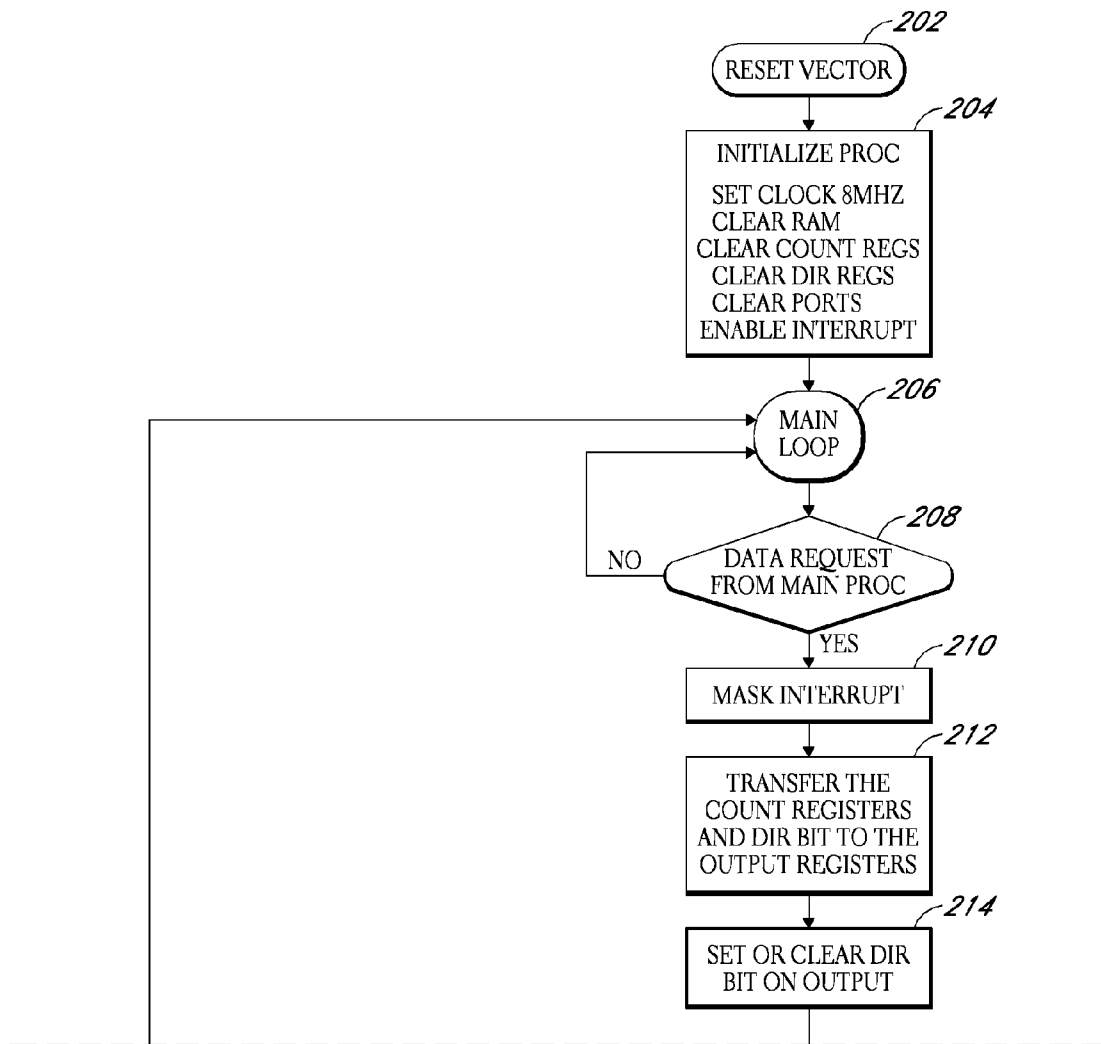 202
RESET VECTOR
204
INITIALIZE PROC
SET CLOCK 8MHZ
CLEAR RAM
CLEAR COUNT REGS
CLEAR DIR REGS
CLEAR PORTS
ENABLE INTERRUPT
206
MAIN
LOOP
208
DATA REQUEST
FROM MAIN PROC
NO
YES
210
MASK INTERRUPT
212
TRANSFER THE
COUNT REGISTERS
AND DIR BIT TO THE
OUTPUT REGISTERS
214
SET OR CLEAR DIR
BIT ON OUTPUT